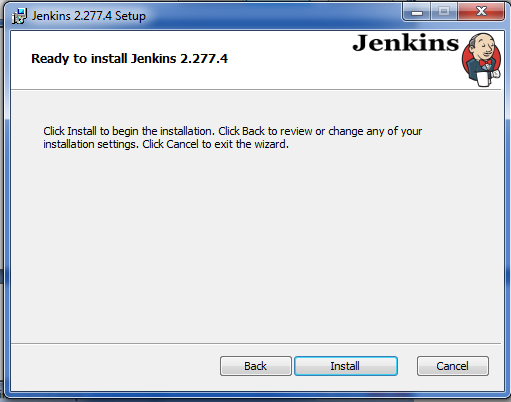 Jenkins 2.277.4 Setup
Jenkins
Ready to install Jenkins 2.277.4
Click Install to begin the installation. Click Back to review or change any of your
installation settings. Click Cancel to exit the wizard.
Back
Install
Cancel